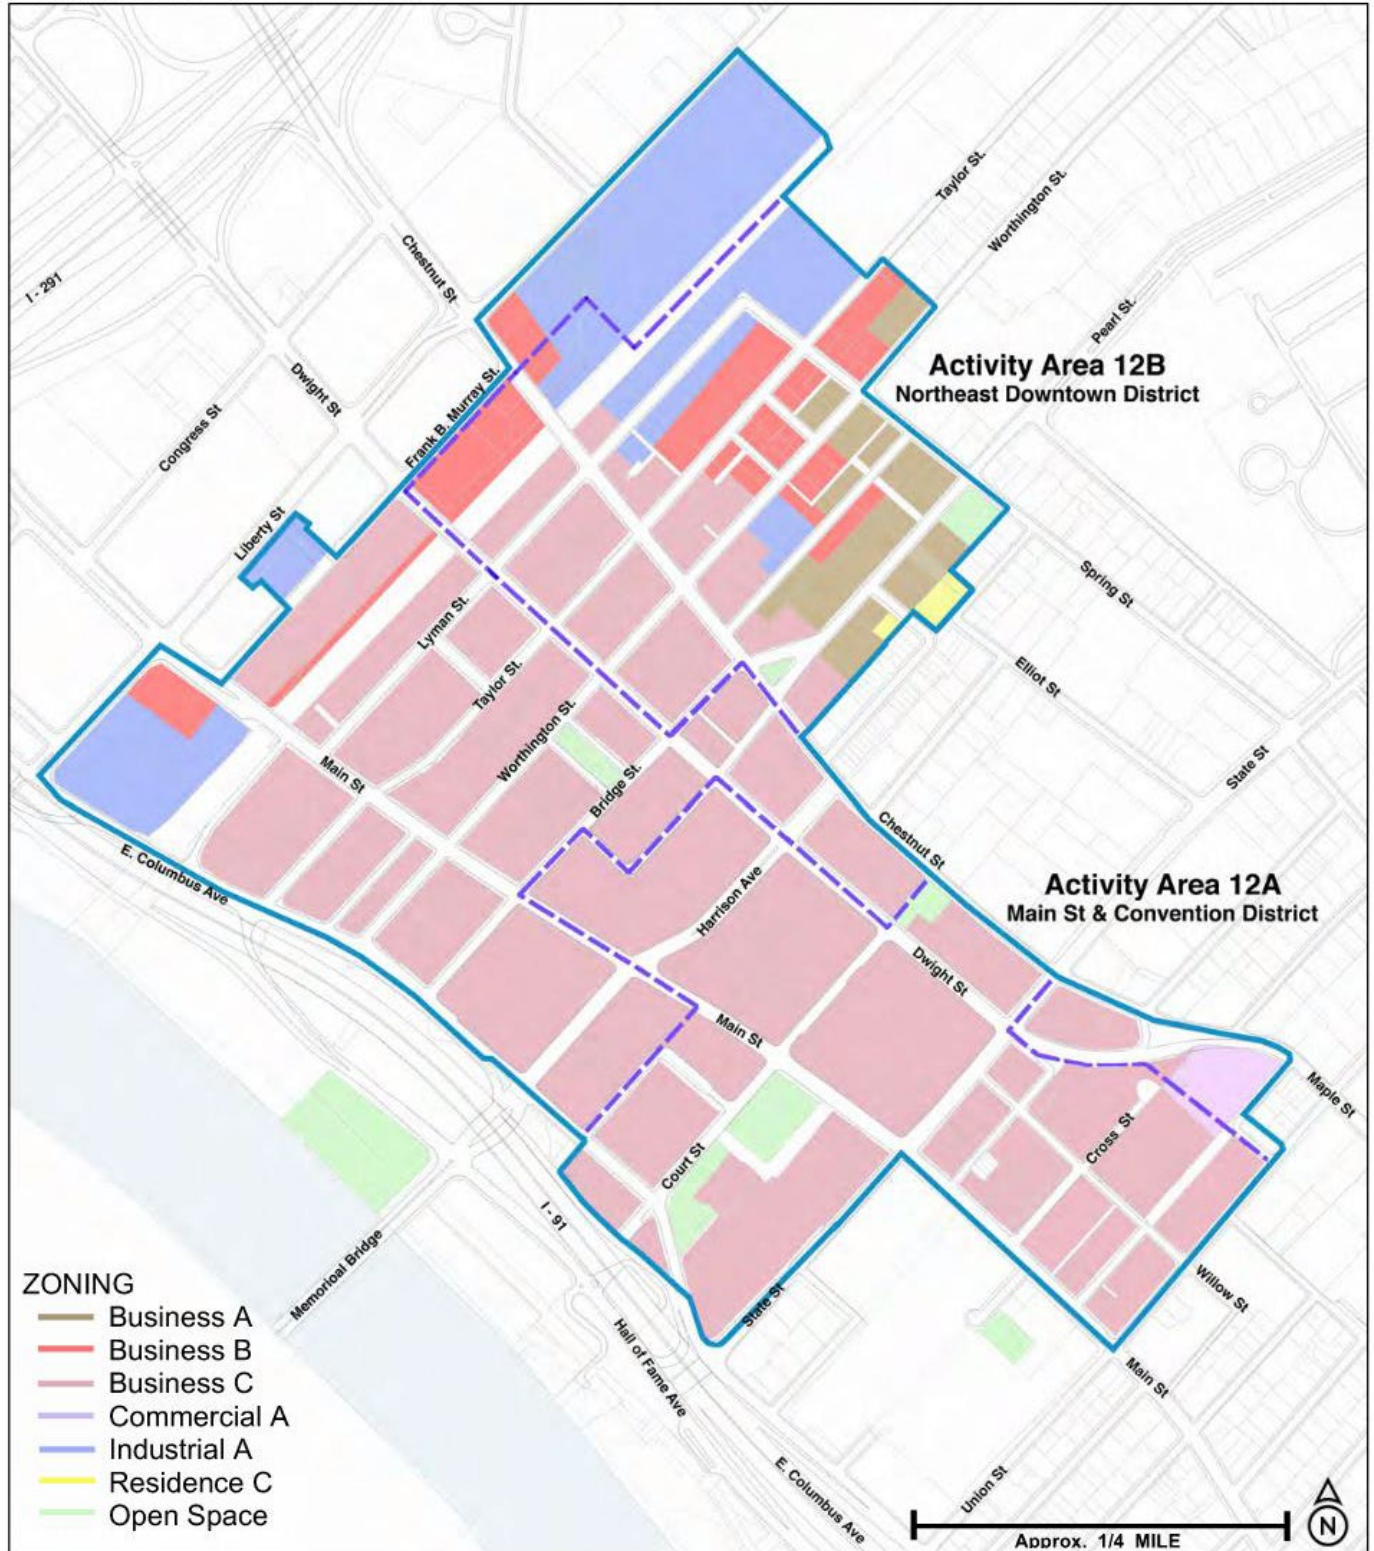 Taylor St.
Worthington St.
Chestnut St
I - 291
Pearl St.
Activity Area 12B
Northeast Downtown District
Dwight St
Frank B. Murray St.
Congress St
Liberty St
Spring St
Lyman St.
Elliot St
Taylor St.
Worthington St.
State St
Main St
Bridge St.
Chestnut St
E. Columbus Ave
Activity Area 12A
Main St & Convention District
Harrison Ave
Dwight St
Main St
Maple St
Cross St
Court St
I - 91
Memorioal Bridge
Willow St
State St
Hall of Fame Ave
Main St
ZONING
Business A
Business B
Business C
Commercial A
Industrial A
Residence C
Open Space
E. Columbus Ave
Union St
N
Approx. 1/4 MILE